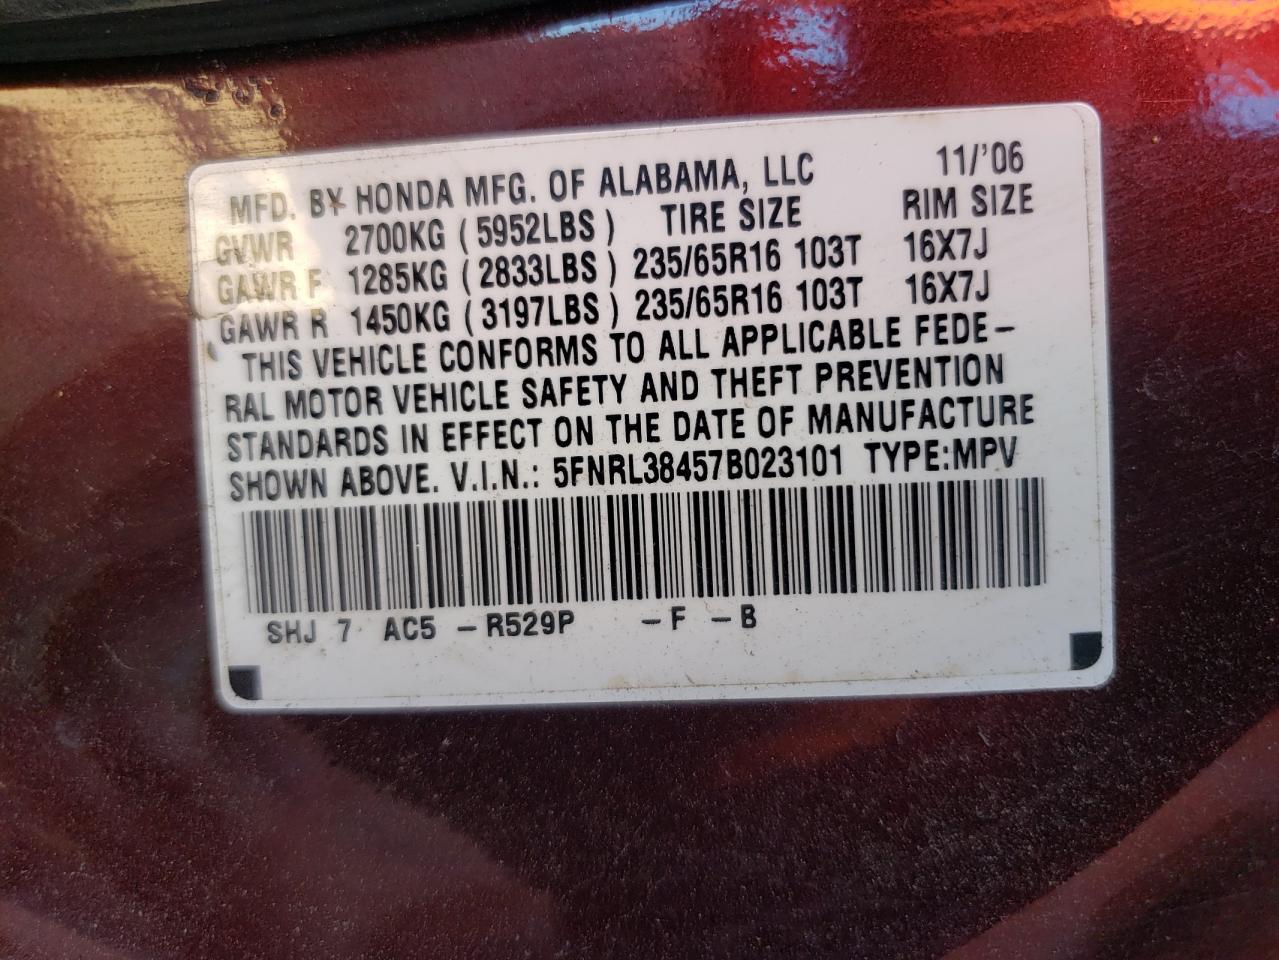 MFD. BY HONDA MFG. OF ALABAMA, LLC 11/'06
GVWR 2700KG (5952LBS) TIRE SIZE RIM SIZE
GAWR F 1285KG (2833LBS) 235/65R16 103T 16X7J
GAWR R 1450KG (3197LBS) 235/65R16 103T 16X7J
THIS VEHICLE CONFORMS TO ALL APPLICABLE FEDE-
RAL MOTOR VEHICLE SAFETY AND THEFT PREVENTION
STANDARDS IN EFFECT ON THE DATE OF MANUFACTURE
SHOWN ABOVE. V.I.N.: 5FNRL38457B023101 TYPE:MPV
SHJ 7 AC5 -R529P -F -B